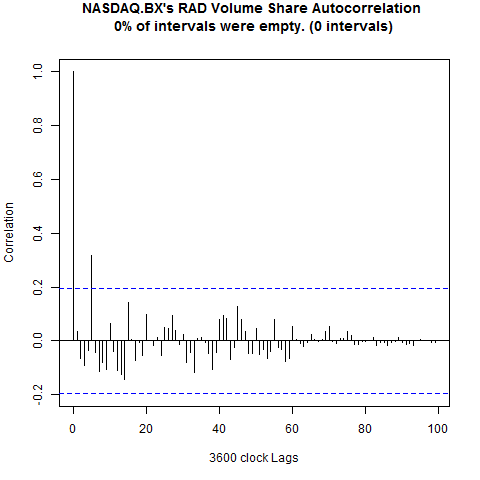 NASDAQ.BX's RAD Volume Share Autocorrelation
0% of intervals were empty. (0 intervals)
Correlation
1.0
0.8
0.6
0.4
0.2
0.0
-0.2
0 20 40 60 80 100
3600 clock Lags